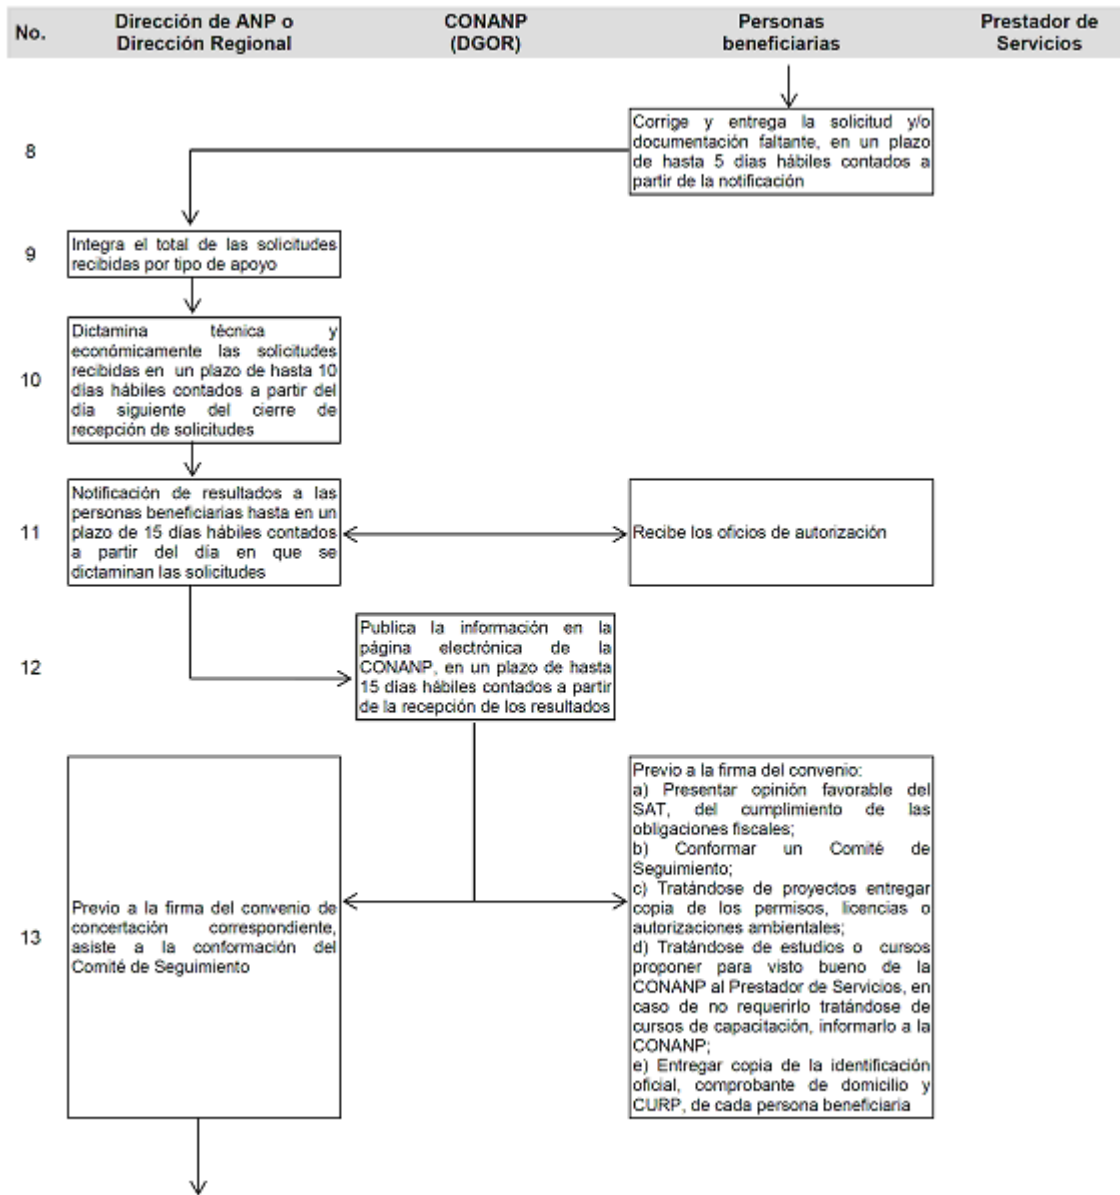 No.
Dirección de ANP o
Dirección Regional
CONANP
(DGOR)
Personas
beneficiarias
Prestador de
Servicios
8
Corrige y entrega la solicitud y/o
documentación faltante, en un plazo
de hasta 5 días hábiles contados a
partir de la notificación
9
Integra el total de las solicitudes
recibidas por tipo de apoyo
10
Dictamina técnica y
económicamente las solicitudes
recibidas en un plazo de hasta 10
días hábiles contados a partir del
día siguiente del cierre de
recepción de solicitudes
11
Notificación de resultados a las
personas beneficiarias hasta en un
plazo de 15 días hábiles contados
a partir del día en que se
dictaminan las solicitudes
Recibe los oficios de autorización
12
Publica la información en la
página electrónica de la
CONANP, en un plazo de hasta
15 días hábiles contados a partir
de la recepción de los resultados
13
Previo a la firma del convenio de
concertación correspondiente,
asiste a la conformación del
Comité de Seguimiento
Previo a la firma del convenio:
a) Presentar opinión favorable del
SAT, del cumplimiento de las
obligaciones fiscales;
b) Conformar un Comité de
Seguimiento;
c) Tratándose de proyectos entregar
copia de los permisos, licencias o
autorizaciones ambientales;
d) Tratándose de estudios o cursos
proponer para visto bueno de la
CONANP al Prestador de Servicios, en
caso de no requerirlo tratándose de
cursos de capacitación, informarlo a la
CONANP;
e) Entregar copia de la identificación
oficial, comprobante de domicilio y
CURP, de cada persona beneficiaria